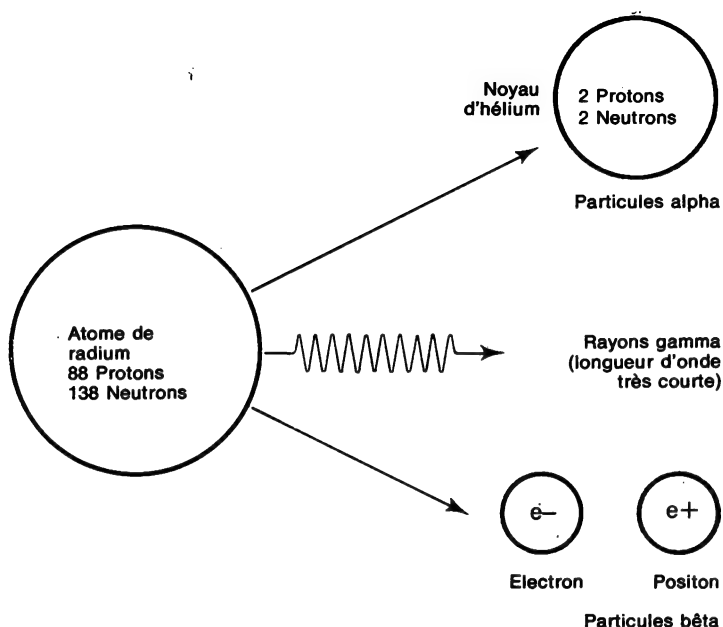 Noyau
d'hélium
2 Protons
2 Neutrons
Particules alpha
Atome de
radium
88 Protons
138 Neutrons
Rayons gamma
(longueur d'onde
très courte)
e−
e+
Electron
Positon
Particules bêta